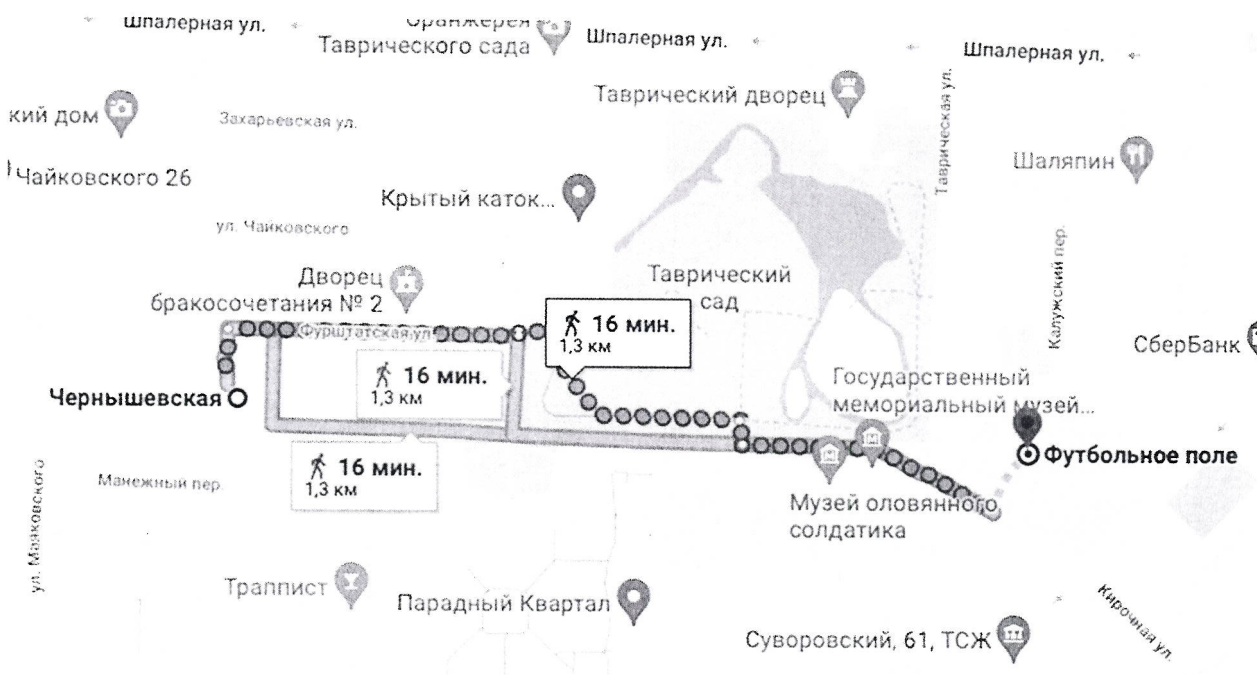 Шпалерная ул.
Оранжерея
Таврического сада
Шпалерная ул.
Шпалерная ул.
Таврический дворец
Таврическая ул.
кий дом
Захарьевская ул.
Шаляпин
Чайковского 26
Крытый каток...
ул. Чайковского
Калужский пер.
Дворец
бракосочетания № 2
Таврический
сад
Фурштатская ул.
16 мин.
1,3 км
СберБанк
16 мин.
1,3 км
Государственный
мемориальный музей...
Чернышевская
Футбольное поле
16 мин.
1,3 км
ул. Маяковского
Манежный пер.
Музей оловянного
солдатика
Траппист
Парадный Квартал
Кирочная ул.
Суворовский, 61, ТСЖ